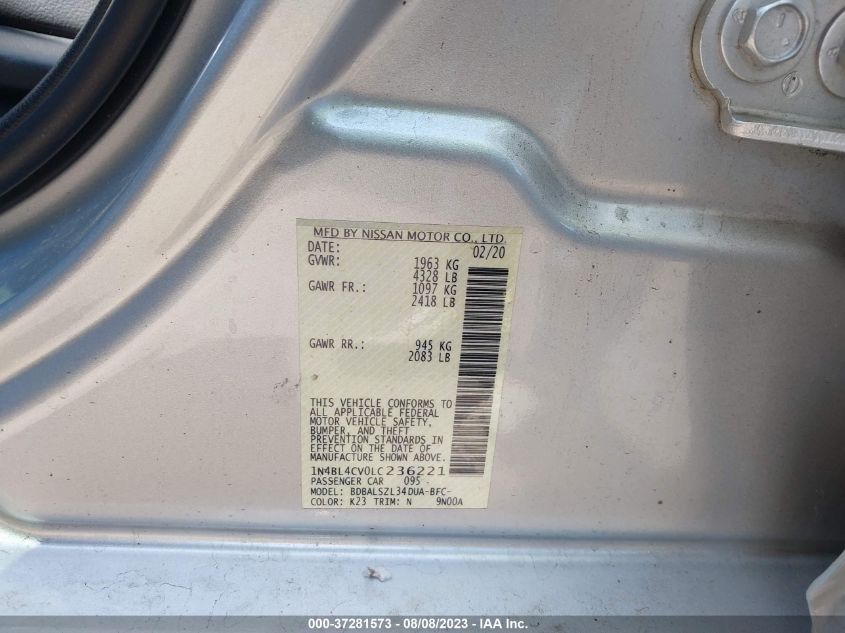 MFD BY NISSAN MOTOR CO., LTD.
DATE: 02/20
GVWR: 1963 KG
4328 LB
GAWR FR.: 1097 KG
2418 LB
GAWR RR.: 945 KG
2083 LB
THIS VEHICLE CONFORMS TO
ALL APPLICABLE FEDERAL
MOTOR VEHICLE SAFETY,
BUMPER, AND THEFT
PREVENTION STANDARDS IN
EFFECT ON THE DATE OF
MANUFACTURE SHOWN ABOVE.
1N4BL4CV0LC236221
PASSENGER CAR 095
MODEL: BDBALSZL34DUA-BFC-
COLOR: K23 TRIM: N 9N00A
000-37281573 - 08/08/2023 - IAA Inc.